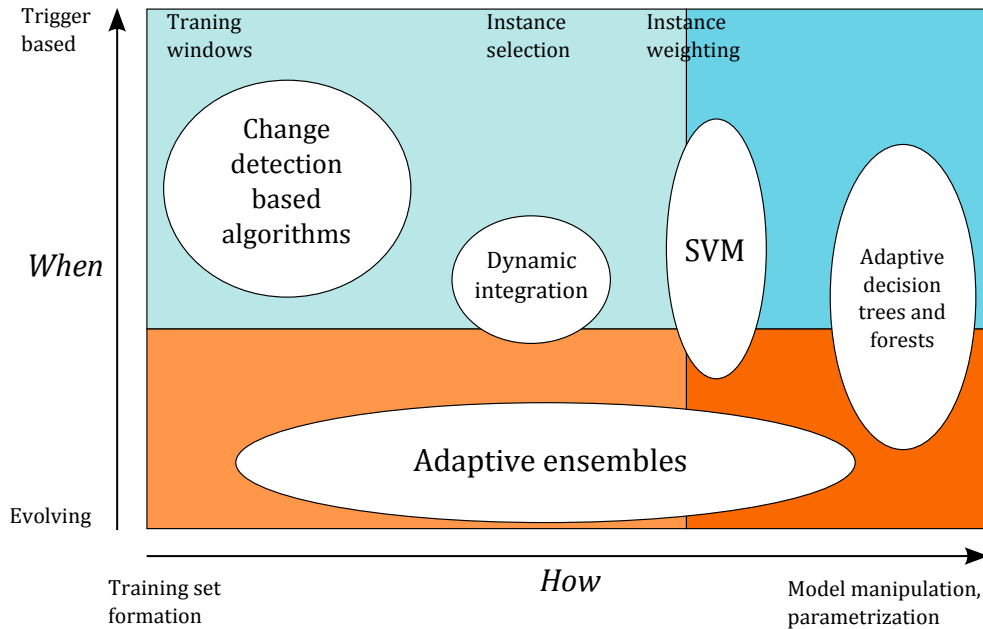 Trigger
based
Traning
windows
Instance
selection
Instance
weighting
Change
detection
based
algorithms
When
Dynamic
integration
SVM
Adaptive
decision
trees and
forests
Adaptive ensembles
Evolving
Training set
formation
How
Model manipulation,
parametrization